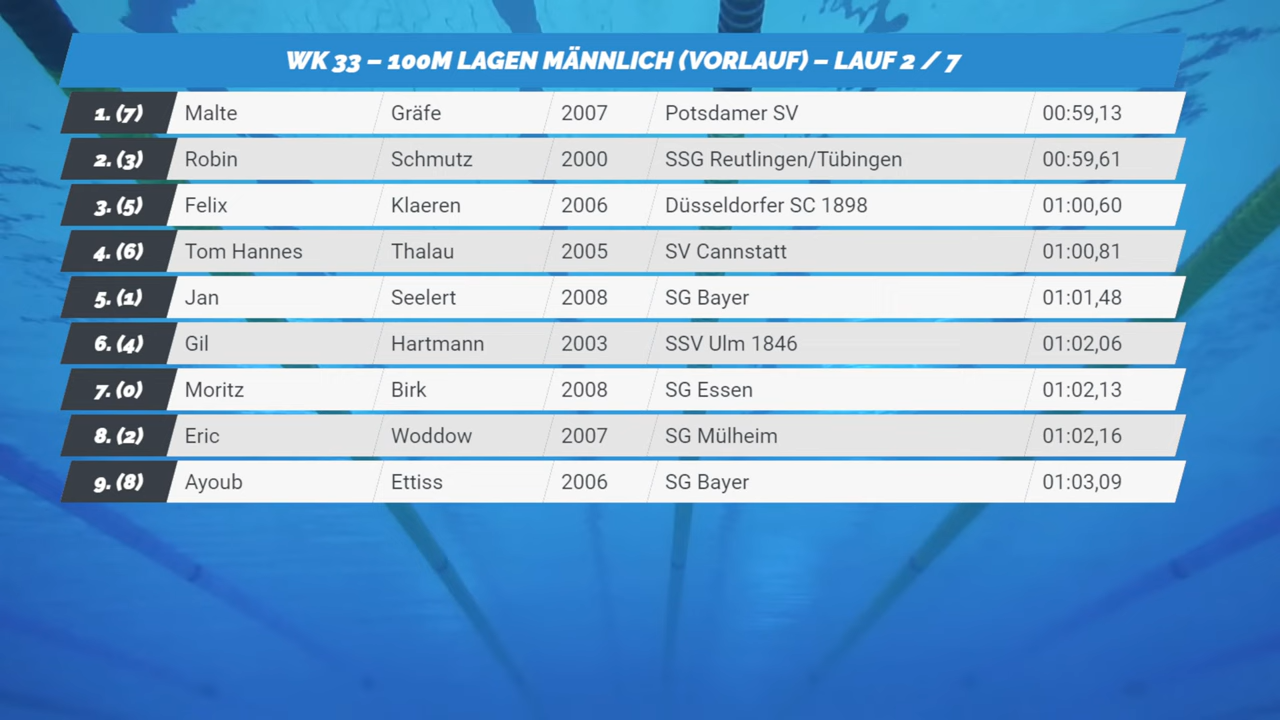 WK 33 – 100M LAGEN MÄNNLICH (VORLAUF) – LAUF 2 / 7
1. (7) Malte Gräfe 2007 Potsdamer SV 00:59,13
2. (3) Robin Schmutz 2000 SSG Reutlingen/Tübingen 00:59,61
3. (5) Felix Klaeren 2006 Düsseldorfer SC 1898 01:00,60
4. (6) Tom Hannes Thalau 2005 SV Cannstatt 01:00,81
5. (1) Jan Seelert 2008 SG Bayer 01:01,48
6. (4) Gil Hartmann 2003 SSV Ulm 1846 01:02,06
7. (0) Moritz Birk 2008 SG Essen 01:02,13
8. (2) Eric Woddow 2007 SG Mülheim 01:02,16
9. (8) Ayoub Ettiss 2006 SG Bayer 01:03,09